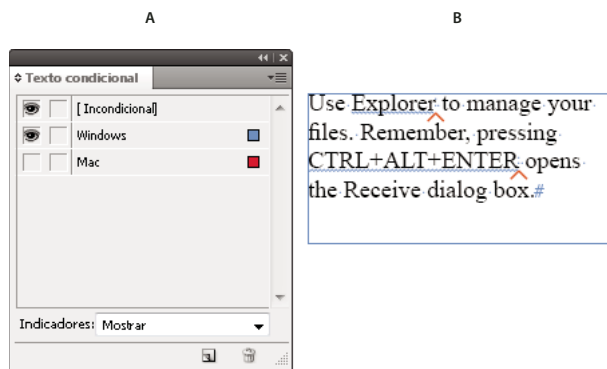 A
B
Texto condicional
[Incondicional]
Windows
Mac
Indicadores: Mostrar
Use Explorer to manage your
files. Remember, pressing
CTRL+ALT+ENTER opens
the Receive dialog box.#